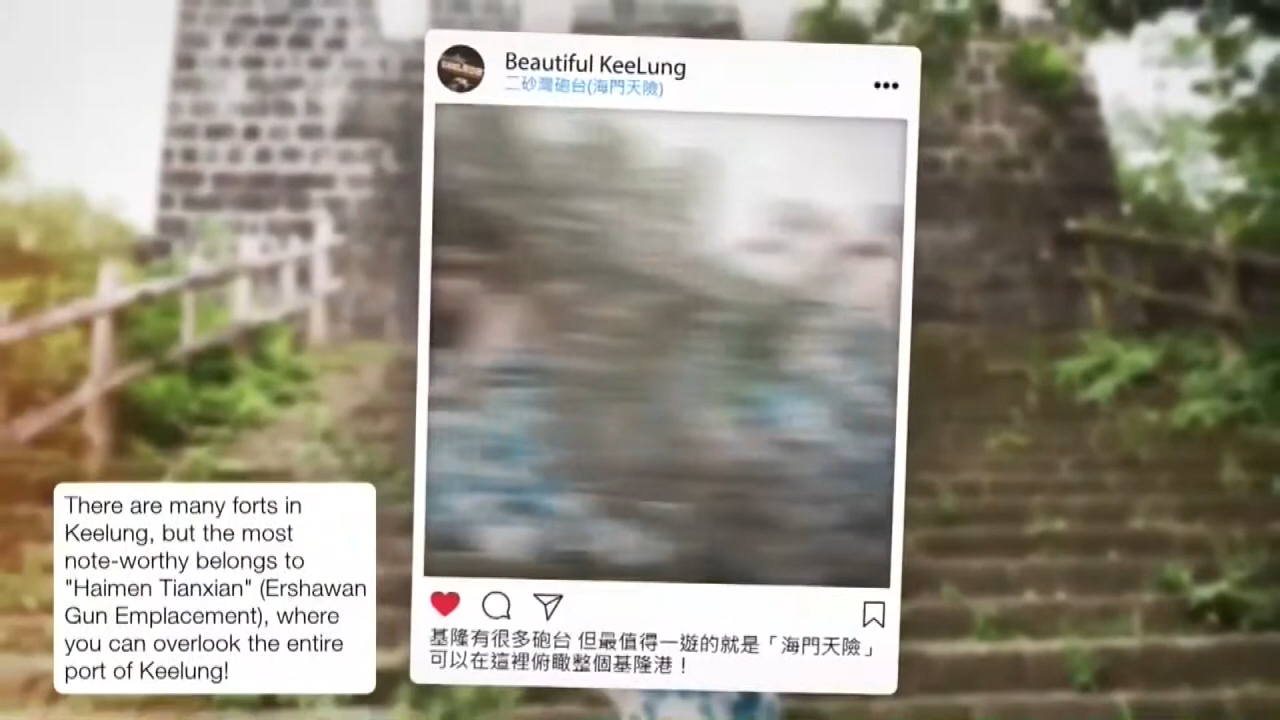 Beautiful KeeLung
二砂灣砲台(海門天險)
There are many forts in
Keelung, but the most
note-worthy belongs to
"Haimen Tianxian" (Ershawan
Gun Emplacement), where
you can overlook the entire
port of Keelung!
基隆有很多砲台 但最值得一遊的就是「海門天險」
可以在這裡俯瞰整個基隆港！